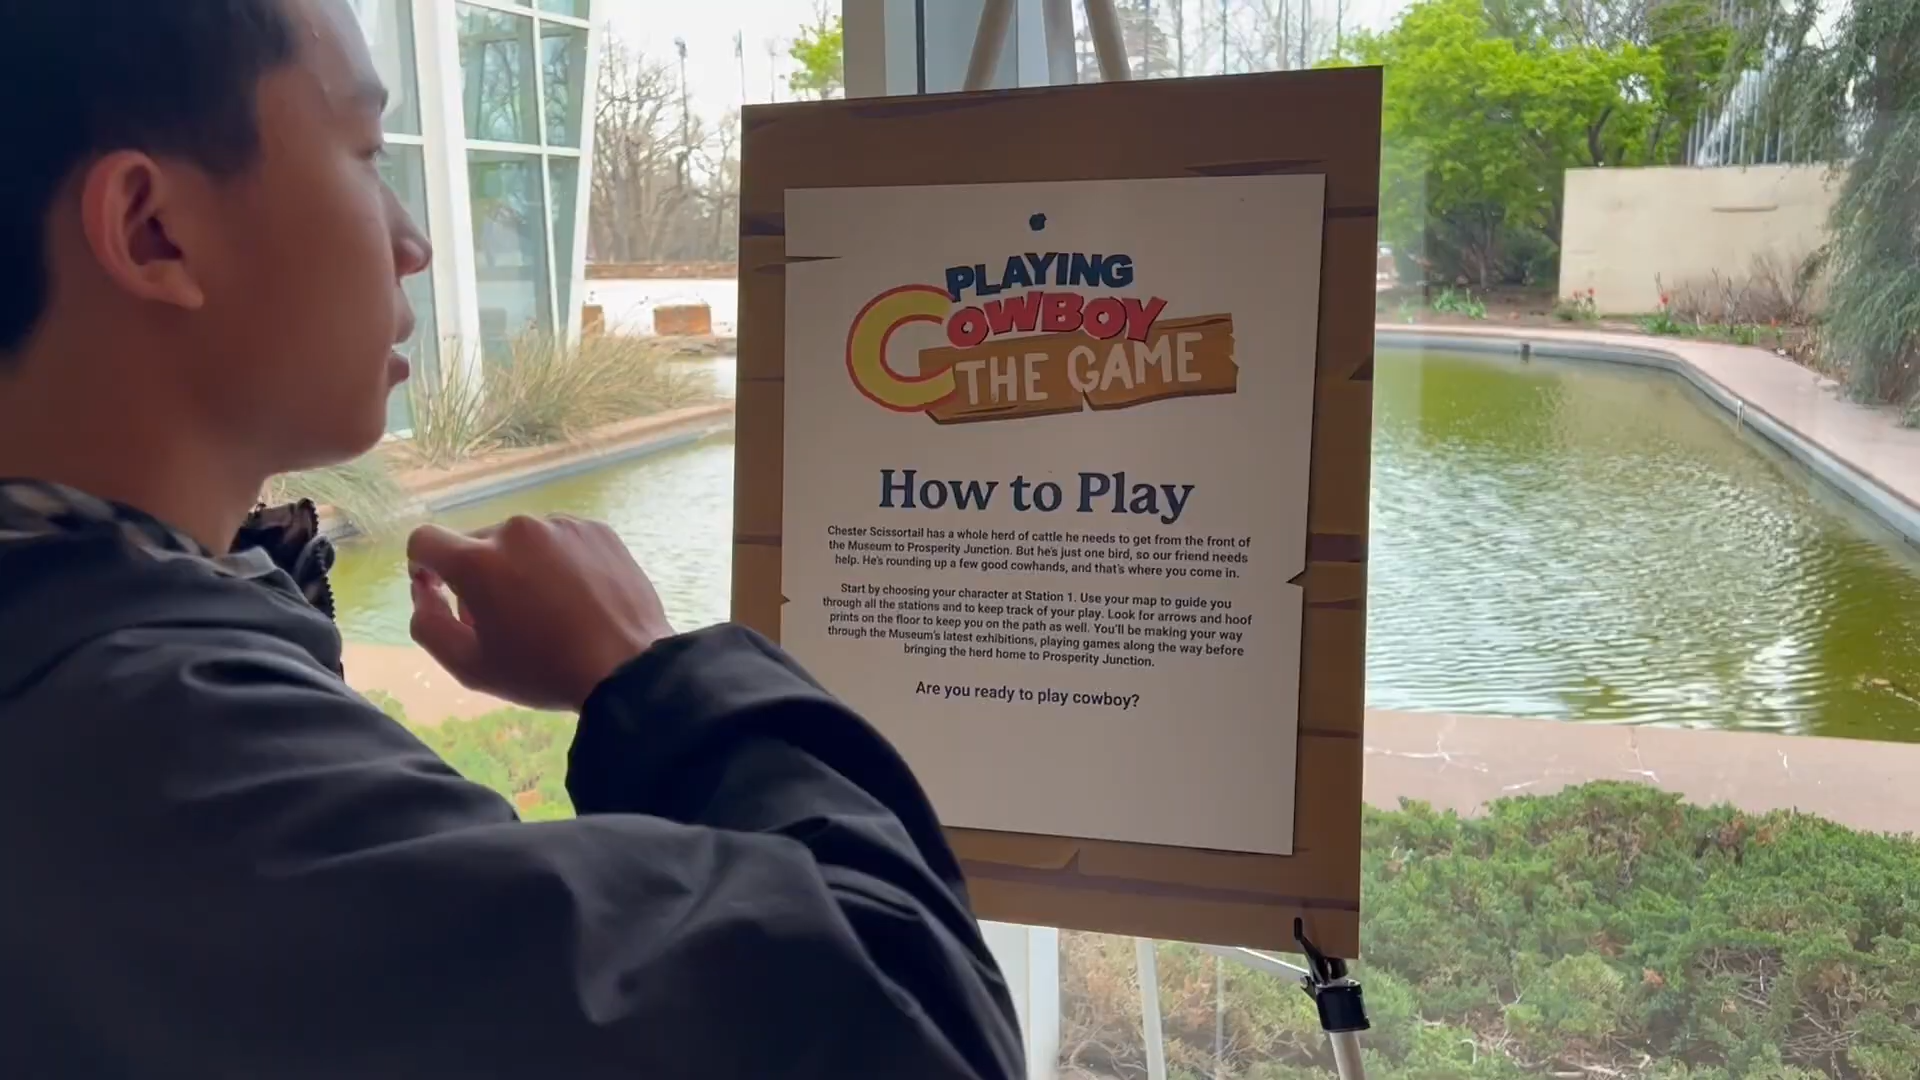 PLAYING
COWBOY
THE GAME
How to Play
Chester Scissortail has a whole herd of cattle he needs to get from the front of
the Museum to Prosperity Junction. But he's just one bird, so our friend needs
help. He's rounding up a few good cowhands, and that's where you come in.
Start by choosing your character at Station 1. Use your map to guide you
through all the stations and to keep track of your play. Look for arrows and hoof
prints on the floor to keep you on the path as well. You'll be making your way
through the Museum's latest exhibitions, playing games along the way before
bringing the herd home to Prosperity Junction.
Are you ready to play cowboy?